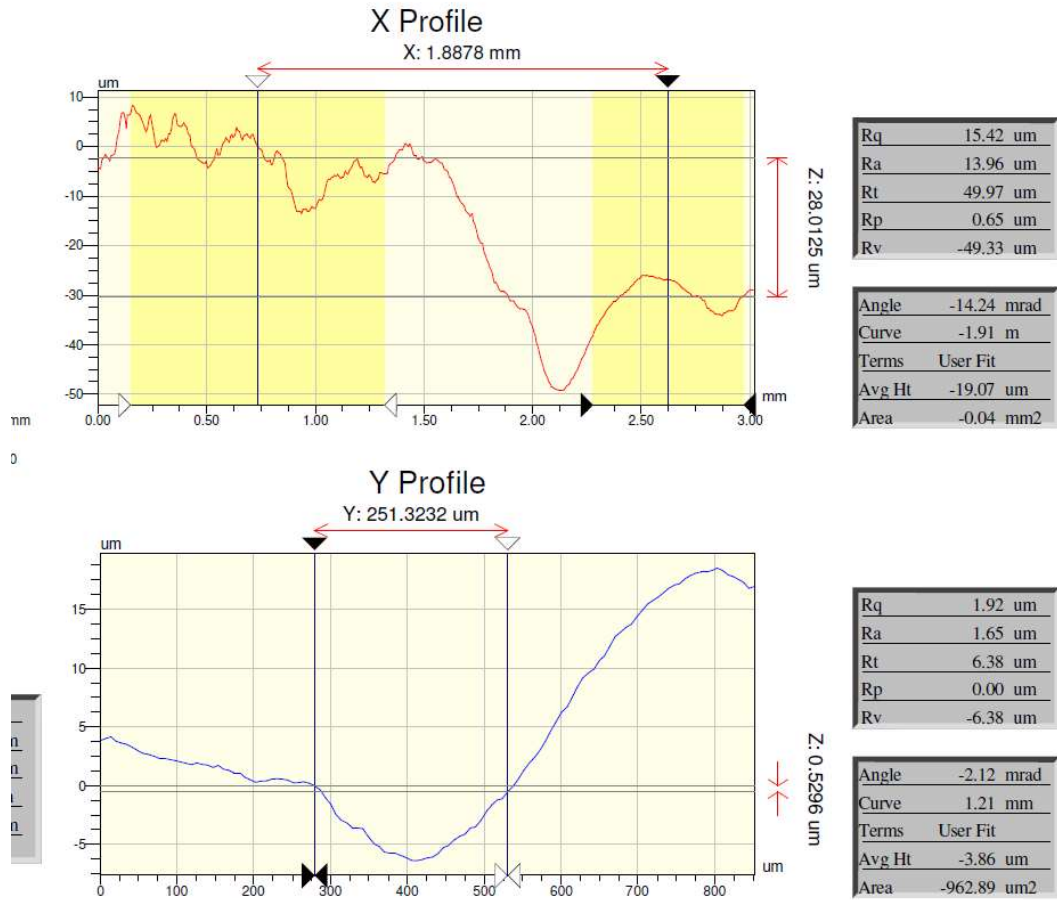 X Profile
X: 1.8878 mm
um
10
0
-10
-20
-30
-40
-50
0.00 0.50 1.00 1.50 2.00 2.50 3.00
mm
mm
Z: 28.0125 um
Rq 15.42 um
Ra 13.96 um
Rt 49.97 um
Rp 0.65 um
Rv -49.33 um
Angle -14.24 mrad
Curve -1.91 m
Terms User Fit
Avg Ht -19.07 um
Area -0.04 mm2
Y Profile
Y: 251.3232 um
um
15
10
5
0
-5
0 100 200 300 400 500 600 700 800
um
Z: 0.5296 um
Rq 1.92 um
Ra 1.65 um
Rt 6.38 um
Rp 0.00 um
Rv -6.38 um
Angle -2.12 mrad
Curve 1.21 mm
Terms User Fit
Avg Ht -3.86 um
Area -962.89 um2